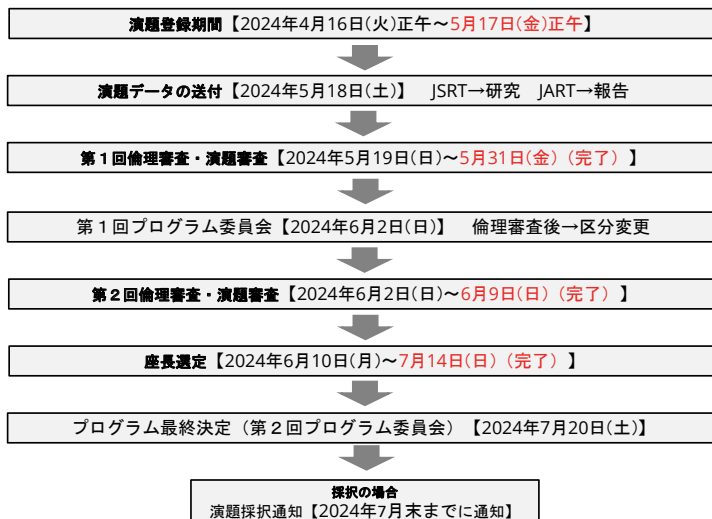 演題登録期間【2024年4月16日(火)正午～5月17日(金)正午】
演題データの送付【2024年5月18日(土)】　JSRT→研究　JART→報告
第１回倫理審査・演題審査【2024年5月19日(日)～5月31日(金)（完了）】
第１回プログラム委員会【2024年6月2日(日)】　倫理審査後→区分変更
第２回倫理審査・演題審査【2024年6月2日(日)～6月9日(日)（完了）】
座長選定【2024年6月10日(月)～7月14日(日)（完了）】
プログラム最終決定（第２回プログラム委員会）【2024年7月20日(土)】
採択の場合
演題採択通知【2024年7月末までに通知】